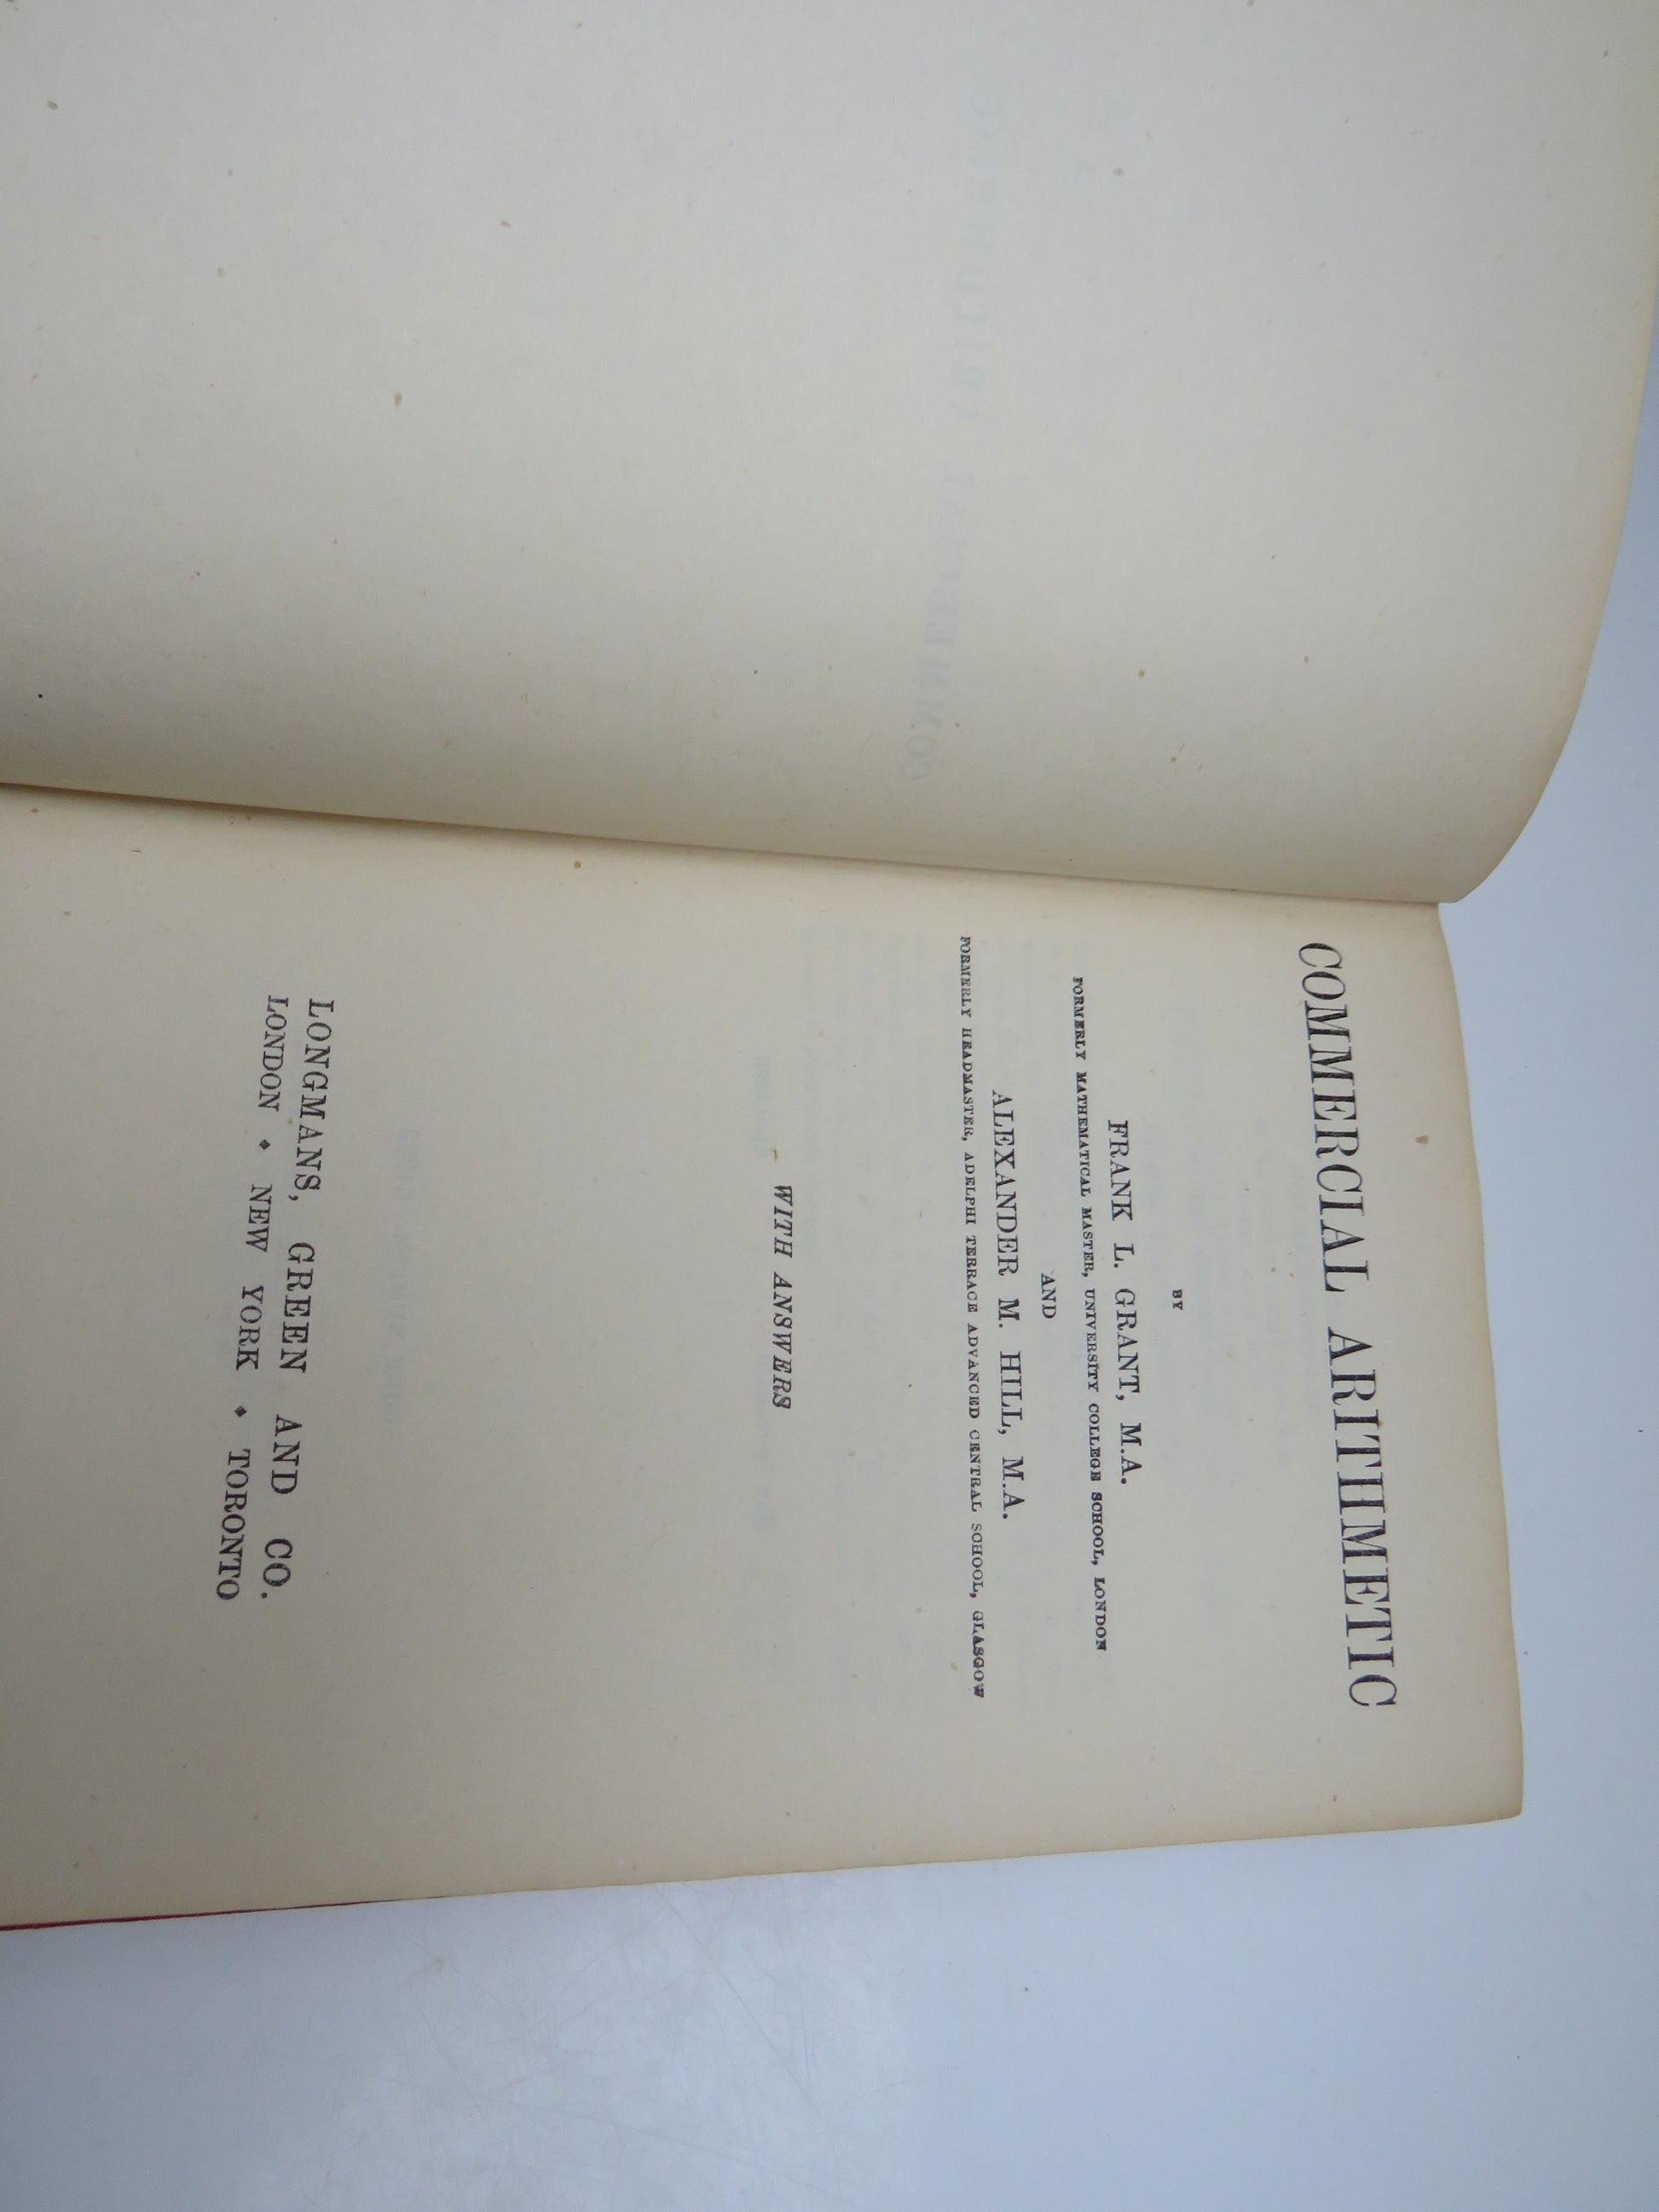 COMMERCIAL ARITHMETIC
BY
FRANK L. GRANT, M.A.
FORMERLY MATHEMATICAL MASTER, UNIVERSITY COLLEGE SCHOOL, LONDON
AND
ALEXANDER M. HILL, M.A.
FORMERLY HEADMASTER, ADELPHI TERRACE ADVANCED CENTRAL SCHOOL, GLASGOW
WITH ANSWERS
LONGMANS, GREEN AND CO.
LONDON ♦ NEW YORK ♦ TORONTO